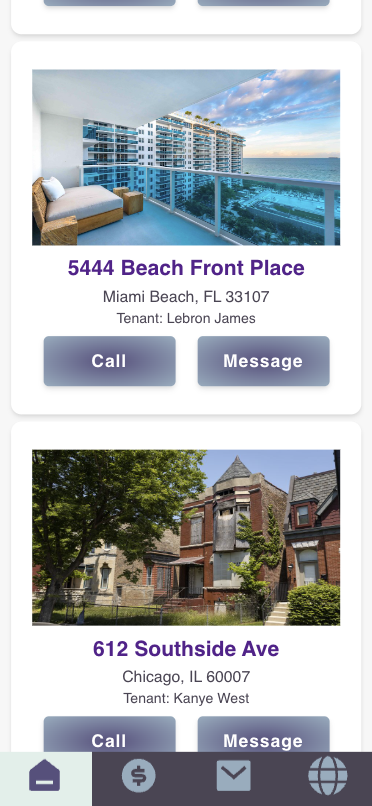 5444 Beach Front Place
Miami Beach, FL 33107
Tenant: Lebron James
Call Message
612 Southside Ave
Chicago, IL 60007
Tenant: Kanye West
Call Message
$